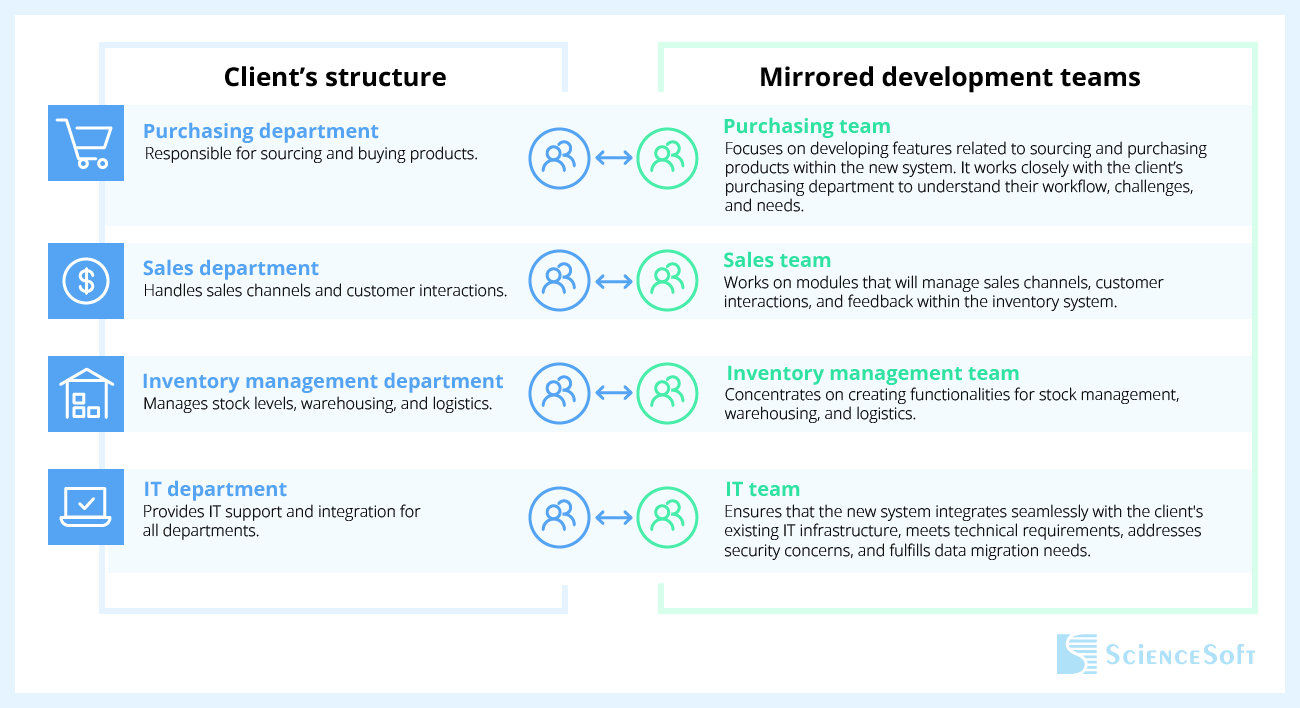 Client’s structure
Mirrored development teams
Purchasing department
Responsible for sourcing and buying products.
Purchasing team
Focuses on developing features related to sourcing and purchasing
products within the new system. It works closely with the client’s
purchasing department to understand their workflow, challenges,
and needs.
Sales department
Handles sales channels and customer interactions.
Sales team
Works on modules that will manage sales channels, customer
interactions, and feedback within the inventory system.
Inventory management department
Manages stock levels, warehousing, and logistics.
Inventory management team
Concentrates on creating functionalities for stock management,
warehousing, and logistics.
IT department
Provides IT support and integration for
all departments.
IT team
Ensures that the new system integrates seamlessly with the client's
existing IT infrastructure, meets technical requirements, addresses
security concerns, and fulfills data migration needs.
ScienceSoft